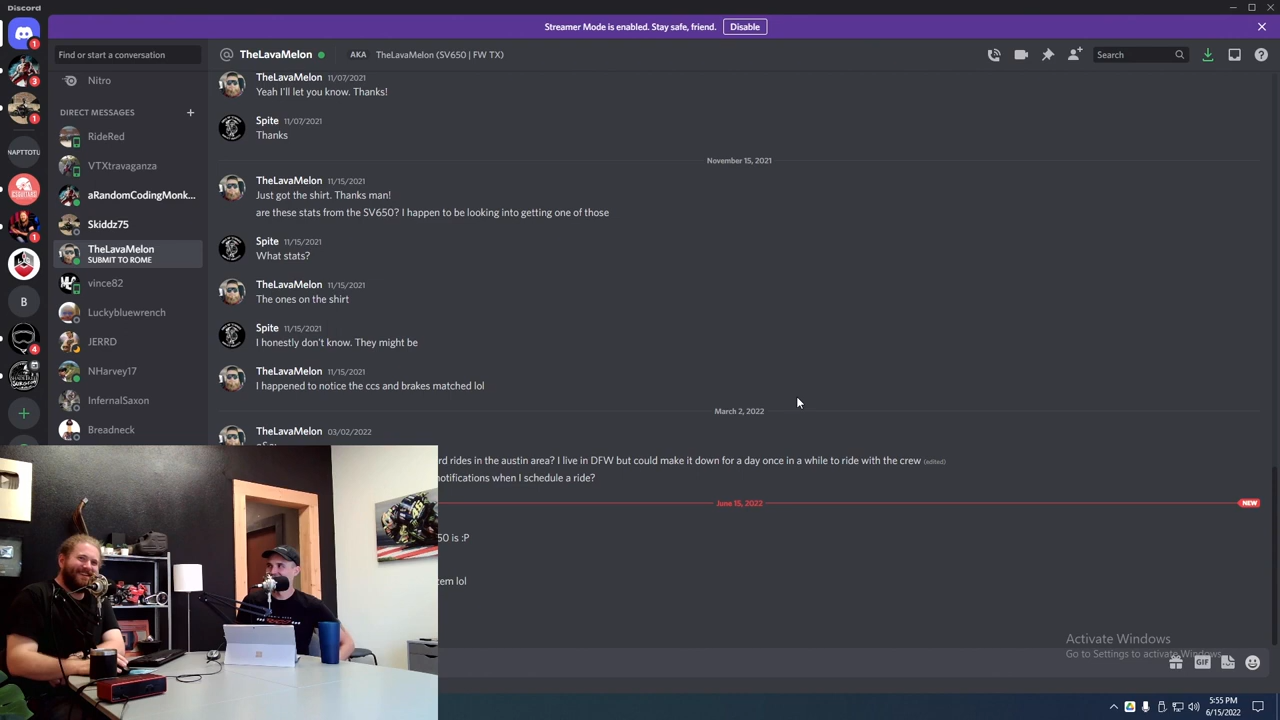 Discord
Streamer Mode is enabled. Stay safe, friend. Disable
Find or start a conversation
TheLavaMelon
AKA TheLavaMelon (SV650 | FW TX)
Search
1
3
1
NAPTTOTL
1
B
4
Nitro
DIRECT MESSAGES
RideRed
VTXtravaganza
aRandomCodingMonk...
Skiddz75
TheLavaMelon
SUBMIT TO ROME
vince82
Luckybluewrench
JERRD
NHarvey17
InfernalSaxon
Breadneck
TheLavaMelon 11/07/2021
Yeah I'll let you know. Thanks!
Spite 11/07/2021
Thanks
November 15, 2021
TheLavaMelon 11/15/2021
Just got the shirt. Thanks man!
are these stats from the SV650? I happen to be looking into getting one of those
Spite 11/15/2021
What stats?
TheLavaMelon 11/15/2021
The ones on the shirt
Spite 11/15/2021
I honestly don't know. They might be
TheLavaMelon 11/15/2021
I happened to notice the ccs and brakes matched lol
March 2, 2022
TheLavaMelon 03/02/2022
rd rides in the austin area? I live in DFW but could make it down for a day once in a while to ride with the crew (edited)
notifications when I schedule a ride?
June 15, 2022 NEW
50 is :P
tem lol
Activate Windows
Go to Settings to activate Windows.
GIF
5:55 PM
6/15/2022